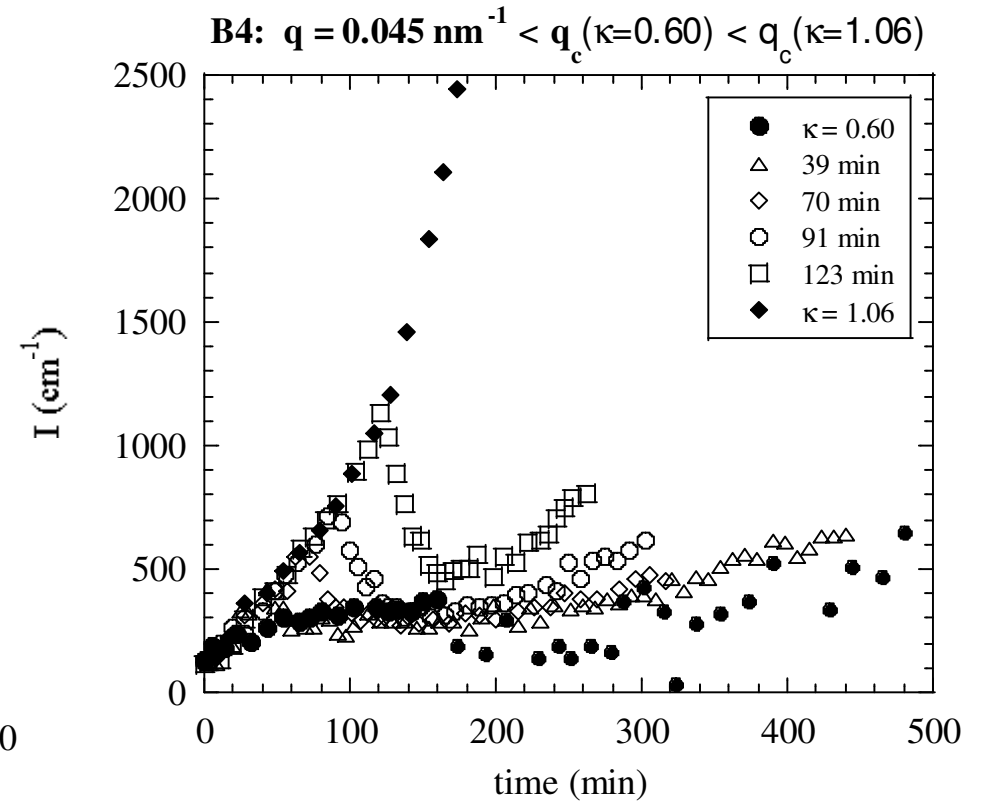 B4: q = 0.045 nm⁻¹ < q_c(κ=0.60) < q_c(κ=1.06)
2500
κ = 0.60
39 min
70 min
91 min
123 min
κ = 1.06
2000
1500
I (cm⁻¹)
1000
500
0
0
0 100 200 300 400 500
time (min)